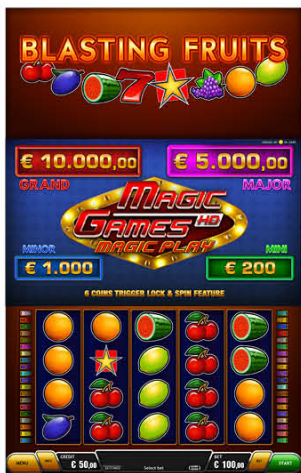 BLASTING FRUITS
€ 10.000,00
€ 5.000,00
GRAND
MAJOR
MAGIC
GAMES HD
MAGIC PLAY
MINOR
MINI
€ 1.000
€ 200
6 COINS TRIGGER LOCK & SPIN FEATURE
MENU
CREDIT
€ 50,00
Select bet
BET
€ 100,00
START